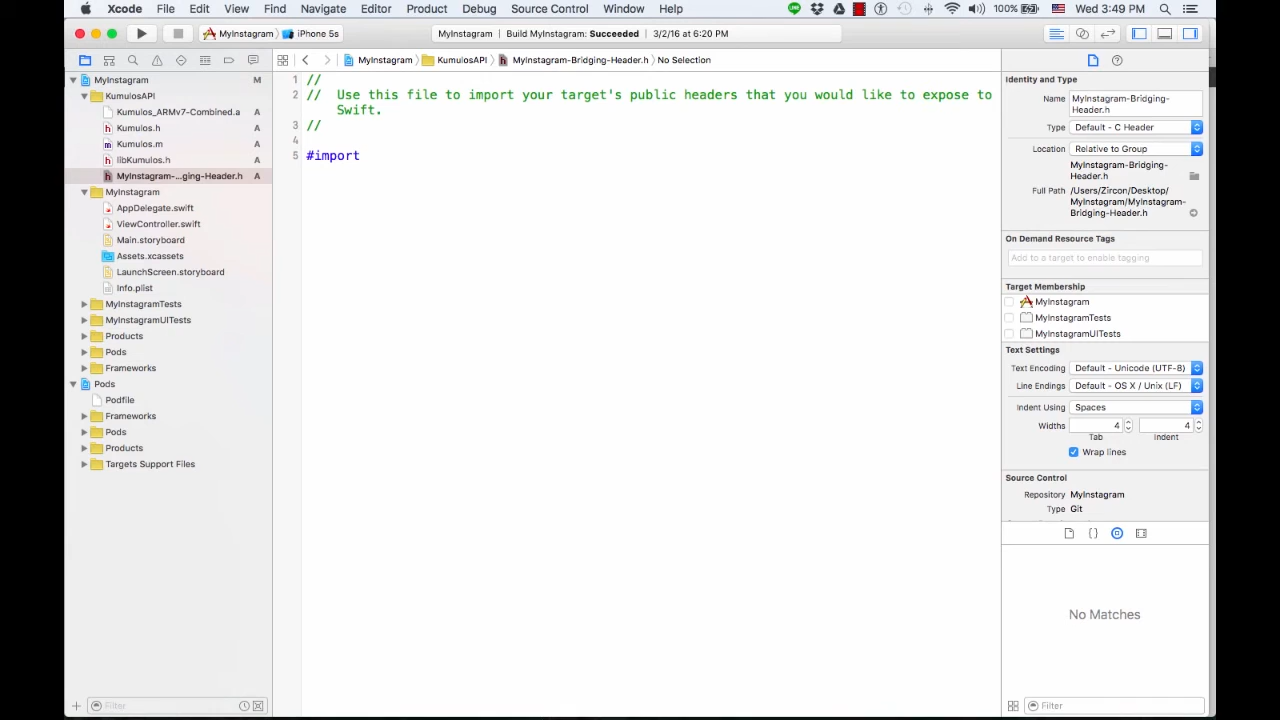 Xcode File Edit View Find Navigate Editor Product Debug Source Control Window Help 100% Wed 3:49 PM
MyInstagram iPhone 5s MyInstagram Build MyInstagram: Succeeded 3/2/16 at 6:20 PM
MyInstagram KumulosAPI MyInstagram-Bridging-Header.h No Selection
MyInstagram M
KumulosAPI
Kumulos_ARMv7-Combined.a A
Kumulos.h A
Kumulos.m A
libKumulos.h A
MyInstagram-...ging-Header.h A
MyInstagram
AppDelegate.swift
ViewController.swift
Main.storyboard
Assets.xcassets
LaunchScreen.storyboard
Info.plist
MyInstagramTests
MyInstagramUITests
Products
Pods
Frameworks
Pods
Podfile
Frameworks
Pods
Products
Targets Support Files
Filter
1 //
2 // Use this file to import your target's public headers that you would like to expose to
Swift.
3 //
4
5 #import
Identity and Type
Name MyInstagram-Bridging-
Header.h
Type Default - C Header
Location Relative to Group
MyInstagram-Bridging-
Header.h
Full Path /Users/Zircon/Desktop/
MyInstagram/MyInstagram-
Bridging-Header.h
On Demand Resource Tags
Add to a target to enable tagging
Target Membership
MyInstagram
MyInstagramTests
MyInstagramUITests
Text Settings
Text Encoding Default - Unicode (UTF-8)
Line Endings Default - OS X / Unix (LF)
Indent Using Spaces
Widths 4 4
Tab Indent
Wrap lines
Source Control
Repository MyInstagram
Type Git
No Matches
Filter